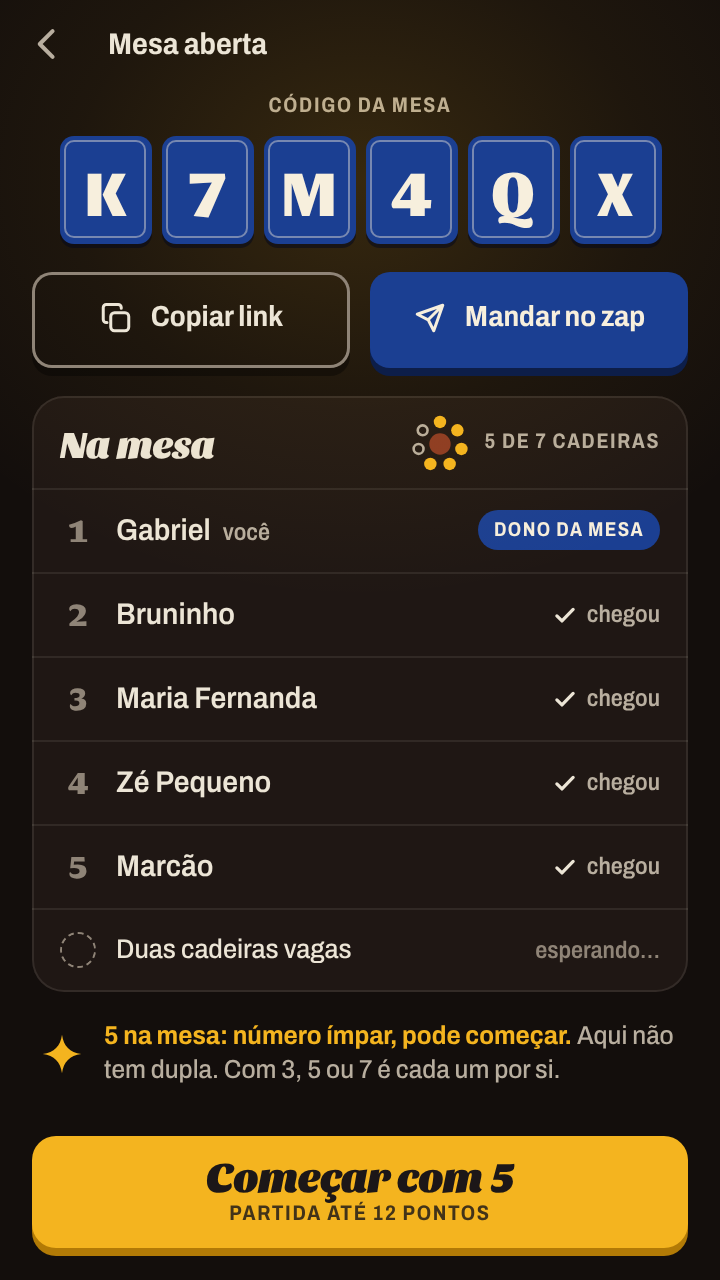 Mesa aberta
CÓDIGO DA MESA
K 7 M 4 Q X
Copiar link
Mandar no zap
Na mesa
5 DE 7 CADEIRAS
1 Gabriel você DONO DA MESA
2 Bruninho chegou
3 Maria Fernanda chegou
4 Zé Pequeno chegou
5 Marcão chegou
Duas cadeiras vagas esperando...
5 na mesa: número ímpar, pode começar. Aqui não
tem dupla. Com 3, 5 ou 7 é cada um por si.
Começar com 5
PARTIDA ATÉ 12 PONTOS